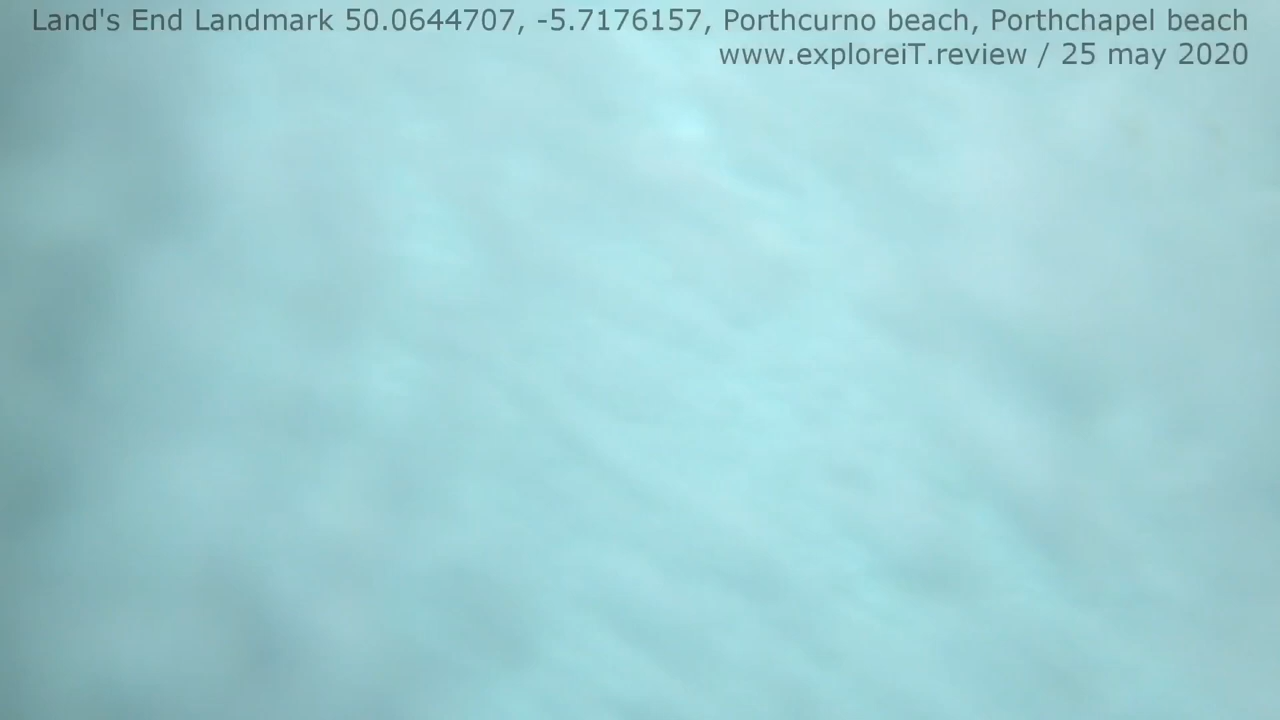 Land's End Landmark 50.0644707, -5.7176157, Porthcurno beach, Porthchapel beach
www.exploreiT.review / 25 may 2020